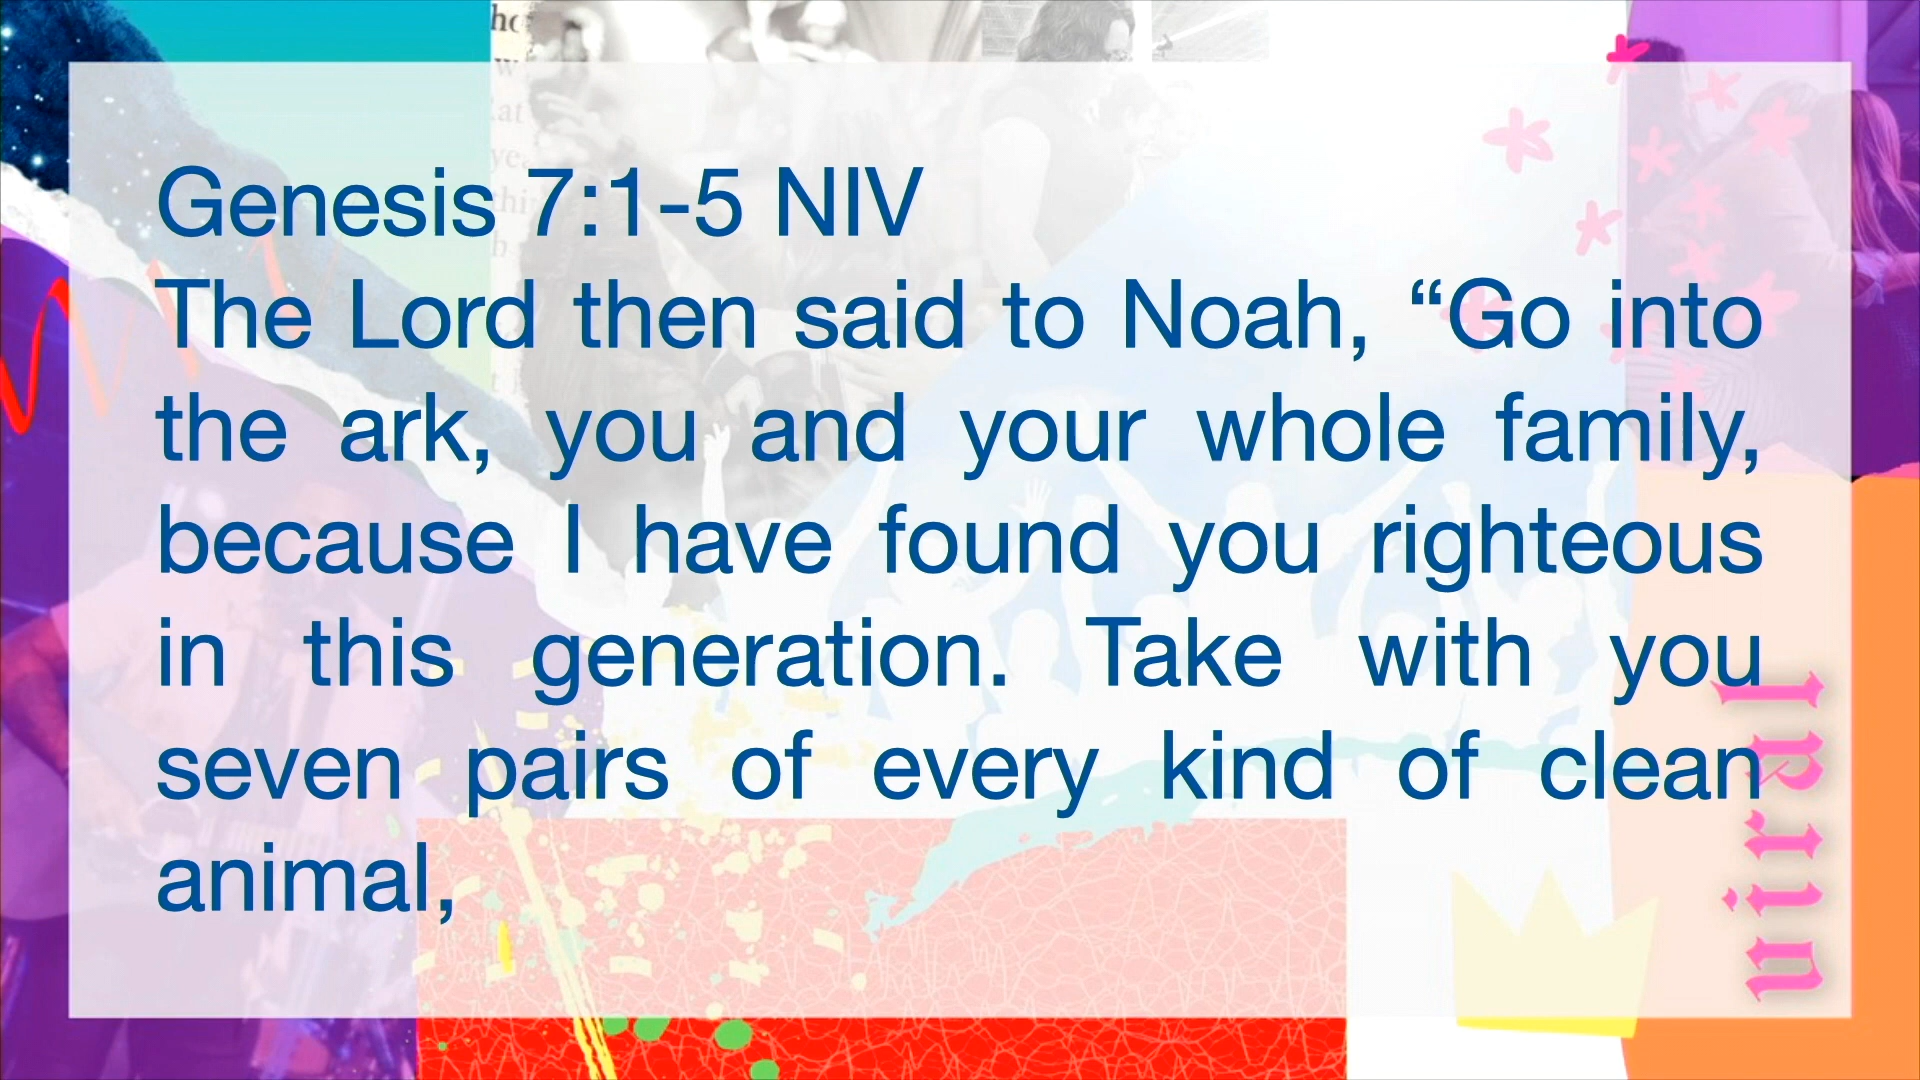 Genesis 7:1-5 NIV
The Lord then said to Noah, “Go into
the ark, you and your whole family,
because I have found you righteous
in this generation. Take with you
seven pairs of every kind of clean
animal,
viral